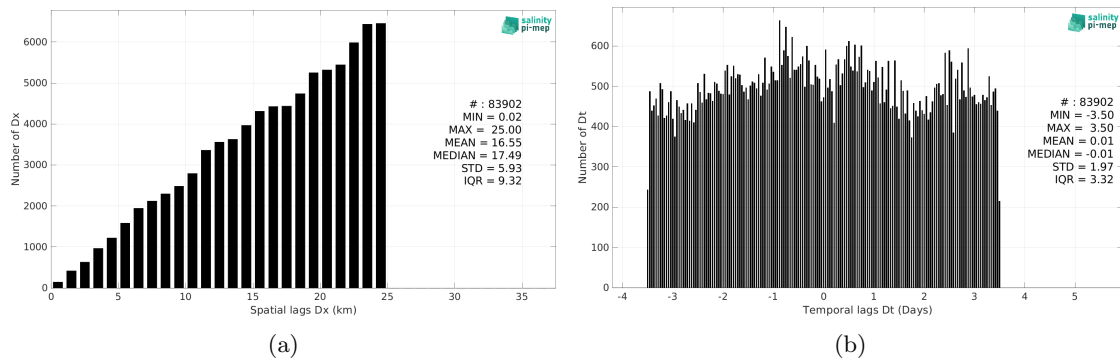 salinity
pi-mep
6000
5000
4000
3000
2000
1000
0
Number of Dx
# : 83902
MIN = 0.02
MAX = 25.00
MEAN = 16.55
MEDIAN = 17.49
STD = 5.93
IQR = 9.32
0 5 10 15 20 25 30 35
Spatial lags Dx (km)
(a)
salinity
pi-mep
600
500
400
300
200
100
0
Number of Dt
# : 83902
MIN = -3.50
MAX = 3.50
MEAN = 0.01
MEDIAN = -0.01
STD = 1.97
IQR = 3.32
-4 -3 -2 -1 0 1 2 3 4 5
Temporal lags Dt (Days)
(b)